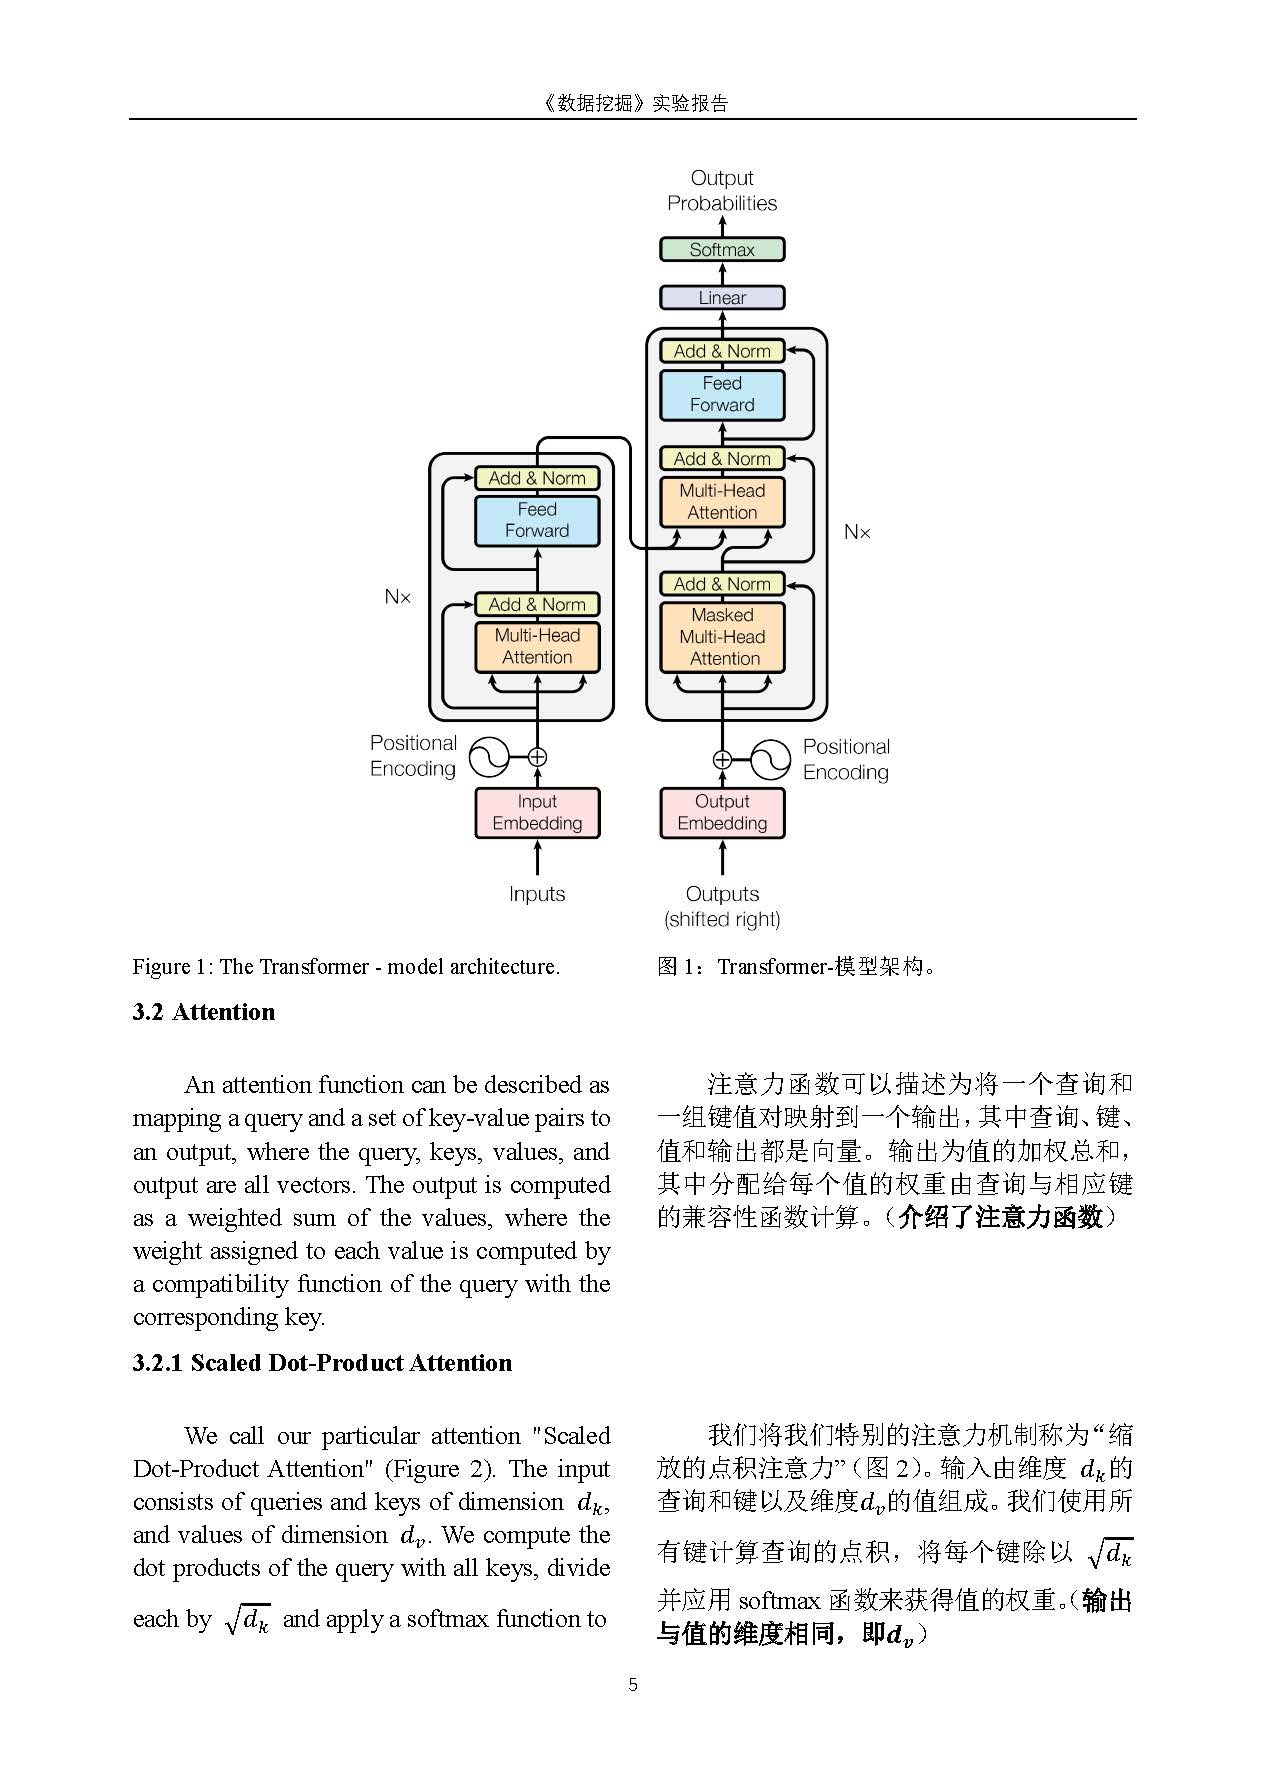 《数据挖掘》实验报告
Output
Probabilities
Softmax
Linear
Add & Norm
Feed
Forward
Add & Norm
Multi-Head
Attention
N×
Add & Norm
Masked
Multi-Head
Attention
Add & Norm
Feed
Forward
N×
Add & Norm
Multi-Head
Attention
Positional
Encoding
Positional
Encoding
Input
Embedding
Output
Embedding
Inputs
Outputs
(shifted right)
Figure 1: The Transformer - model architecture.
图 1：Transformer-模型架构。
3.2 Attention
An attention function can be described as
mapping a query and a set of key-value pairs to
an output, where the query, keys, values, and
output are all vectors. The output is computed
as a weighted sum of the values, where the
weight assigned to each value is computed by
a compatibility function of the query with the
corresponding key.
注意力函数可以描述为将一个查询和
一组键值对映射到一个输出，其中查询、键、
值和输出都是向量。输出为值的加权总和，
其中分配给每个值的权重由查询与相应键
的兼容性函数计算。（介绍了注意力函数）
3.2.1 Scaled Dot-Product Attention
We call our particular attention "Scaled
Dot-Product Attention" (Figure 2). The input
consists of queries and keys of dimension d_k,
and values of dimension d_v. We compute the
dot products of the query with all keys, divide
each by √d_k and apply a softmax function to
我们将我们特别的注意力机制称为“缩
放的点积注意力”（图 2）。输入由维度 d_k的
查询和键以及维度d_v的值组成。我们使用所
有键计算查询的点积，将每个键除以 √d_k
并应用 softmax 函数来获得值的权重。（输出
与值的维度相同，即d_v）
5